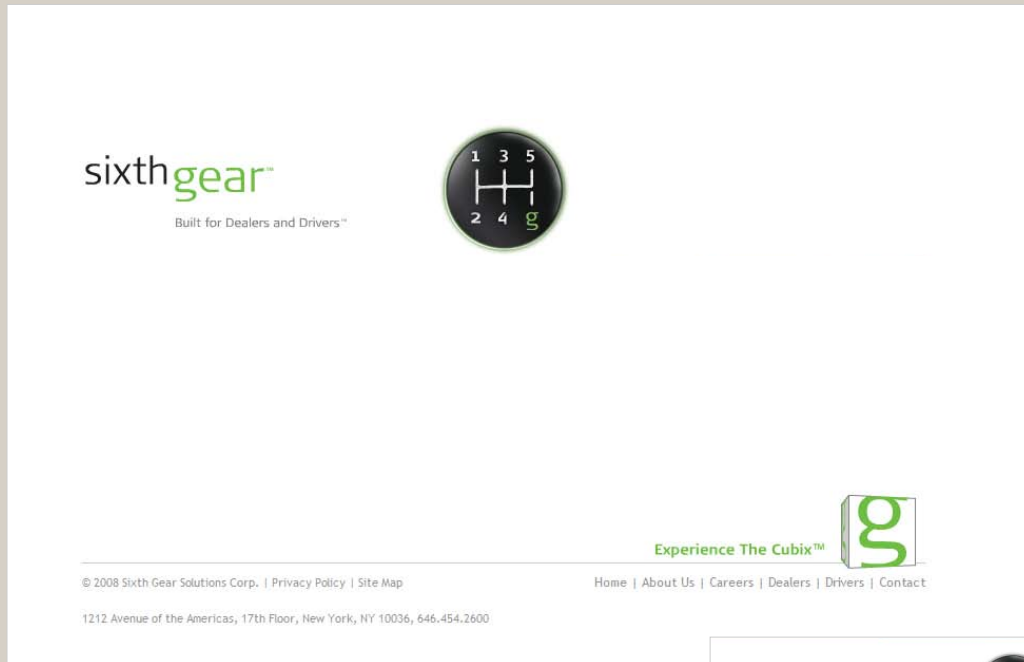 sixthgear™
Built for Dealers and Drivers™
1 3 5
2 4 g
g
Experience The Cubix™
© 2008 Sixth Gear Solutions Corp. | Privacy Policy | Site Map
Home | About Us | Careers | Dealers | Drivers | Contact
1212 Avenue of the Americas, 17th Floor, New York, NY 10036, 646.454.2600